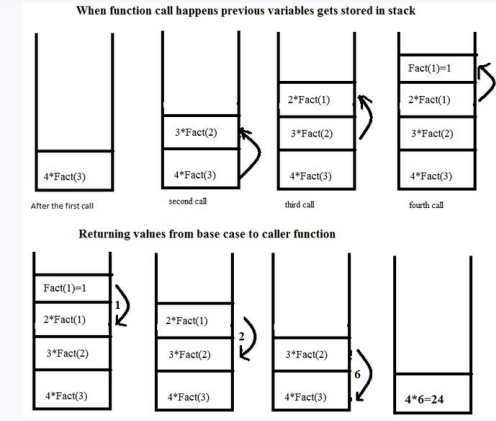 When function call happens previous variables gets stored in stack
4*Fact(3)
After the first call
3*Fact(2)
4*Fact(3)
second call
2*Fact(1)
3*Fact(2)
4*Fact(3)
third call
Fact(1)=1
2*Fact(1)
3*Fact(2)
4*Fact(3)
fourth call
Returning values from base case to caller function
Fact(1)=1
1
2*Fact(1)
3*Fact(2)
4*Fact(3)
2*Fact(1)
2
3*Fact(2)
4*Fact(3)
3*Fact(2)
6
4*Fact(3)
4*6=24